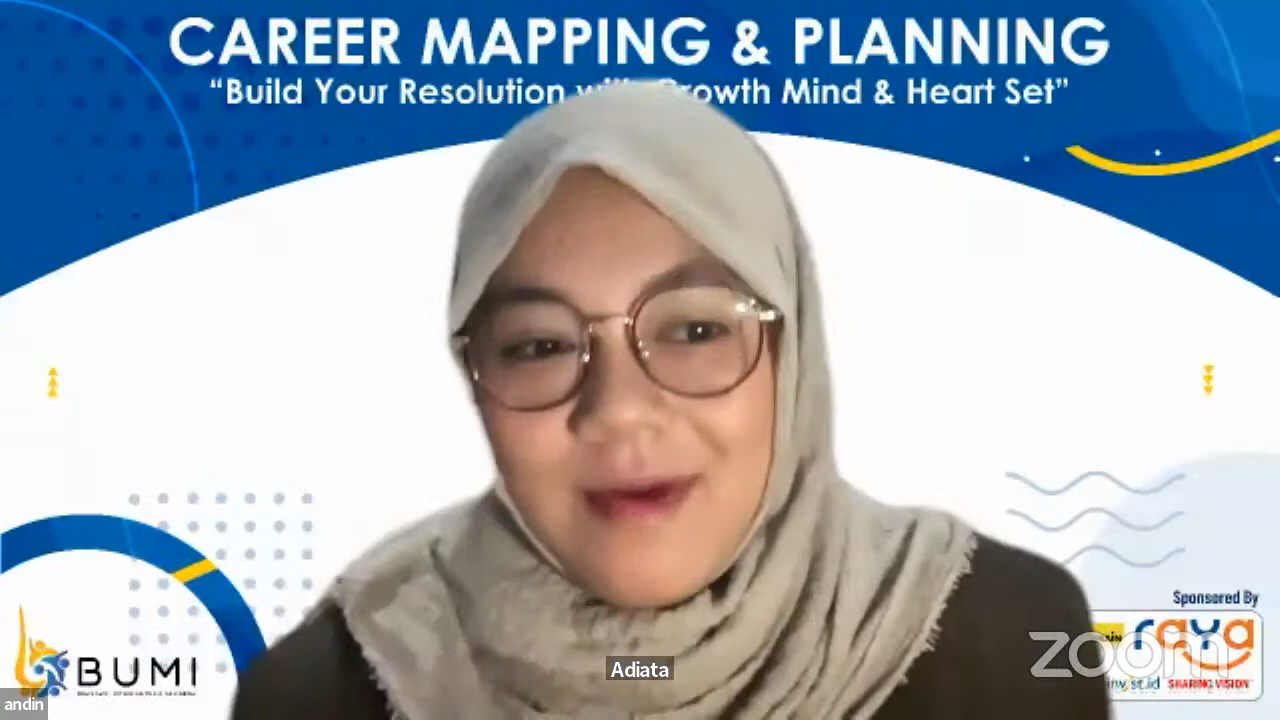 CAREER MAPPING & PLANNING
“Build Your Resolution with Growth Mind & Heart Set”
Sponsored By
raya
zoom
SHARING VISION
BUMI
Adiata
andin